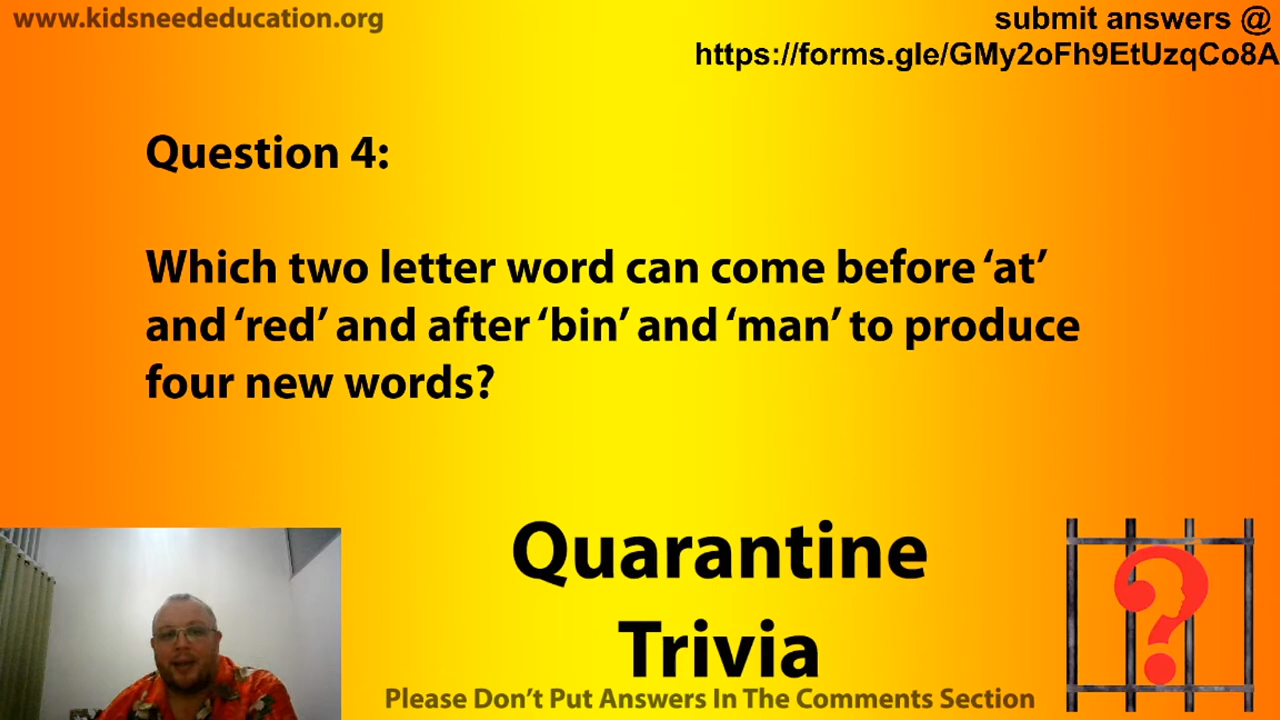 www.kidsneededucation.org
submit answers @
https://forms.gle/GMy2oFh9EtUzqCo8A
Question 4:
Which two letter word can come before ‘at’
and ‘red’ and after ‘bin’ and ‘man’ to produce
four new words?
Quarantine
Trivia
Please Don’t Put Answers In The Comments Section
?